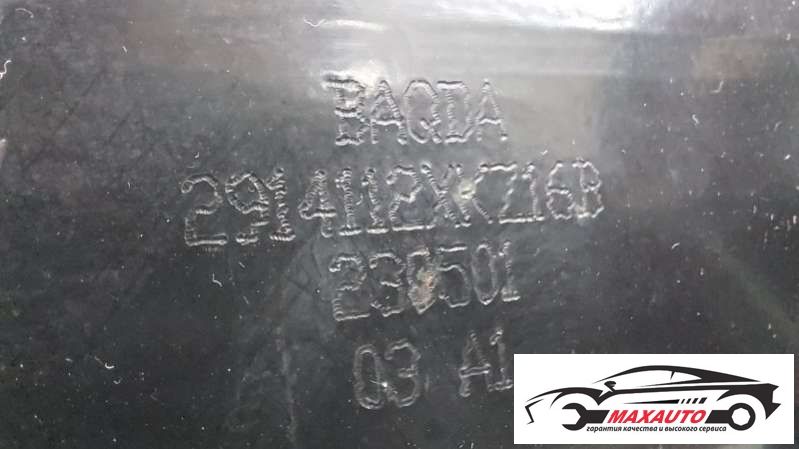 BAQDA
2914112XKZ16B
230501
03 A1
MAXAUTO
гарантия качества и высокого сервиса